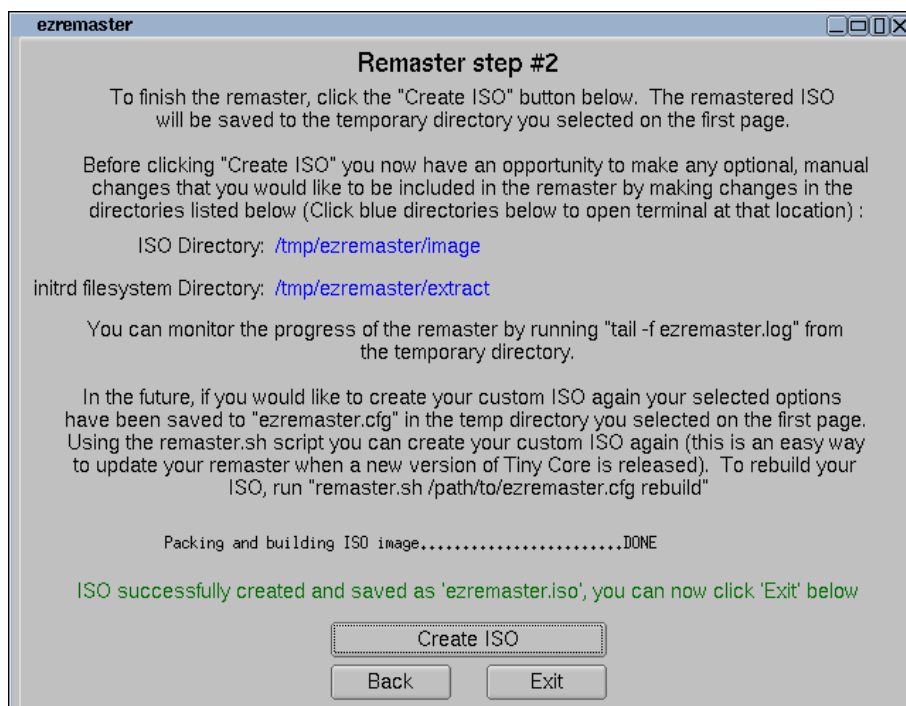 ezremaster
Remaster step #2
To finish the remaster, click the "Create ISO" button below. The remastered ISO
will be saved to the temporary directory you selected on the first page.
Before clicking "Create ISO" you now have an opportunity to make any optional, manual
changes that you would like to be included in the remaster by making changes in the
directories listed below (Click blue directories below to open terminal at that location) :
ISO Directory: /tmp/ezremaster/image
initrd filesystem Directory: /tmp/ezremaster/extract
You can monitor the progress of the remaster by running "tail -f ezremaster.log" from
the temporary directory.
In the future, if you would like to create your custom ISO again your selected options
have been saved to "ezremaster.cfg" in the temp directory you selected on the first page.
Using the remaster.sh script you can create your custom ISO again (this is an easy way
to update your remaster when a new version of Tiny Core is released). To rebuild your
ISO, run "remaster.sh /path/to/ezremaster.cfg rebuild"
Packing and building ISO image........................DONE
ISO successfully created and saved as 'ezremaster.iso', you can now click 'Exit' below
Create ISO
Back Exit